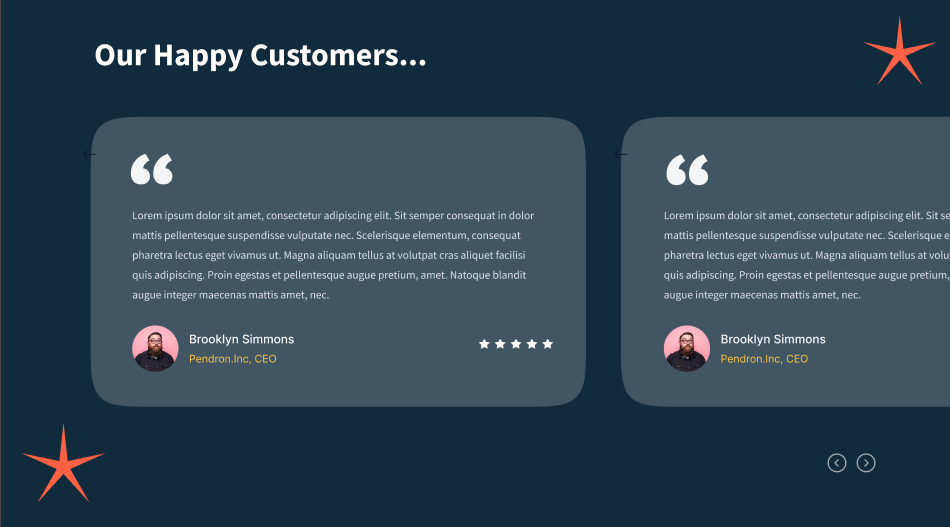 Our Happy Customers...
Lorem ipsum dolor sit amet, consectetur adipiscing elit. Sit semper consequat in dolor
mattis pellentesque suspendisse vulputate nec. Scelerisque elementum, consequat
pharetra lectus eget vivamus ut. Magna aliquam tellus at volutpat cras aliquet facilisi
quis adipiscing. Proin egestas et pellentesque augue pretium, amet. Natoque blandit
augue integer maecenas mattis amet, nec.
Brooklyn Simmons
Pendron.Inc, CEO
Lorem ipsum dolor sit amet, consectetur adipiscing elit. Sit se
mattis pellentesque suspendisse vulputate nec. Scelerisque e
pharetra lectus eget vivamus ut. Magna aliquam tellus at volu
quis adipiscing. Proin egestas et pellentesque augue pretium,
augue integer maecenas mattis amet, nec.
Brooklyn Simmons
Pendron.Inc, CEO